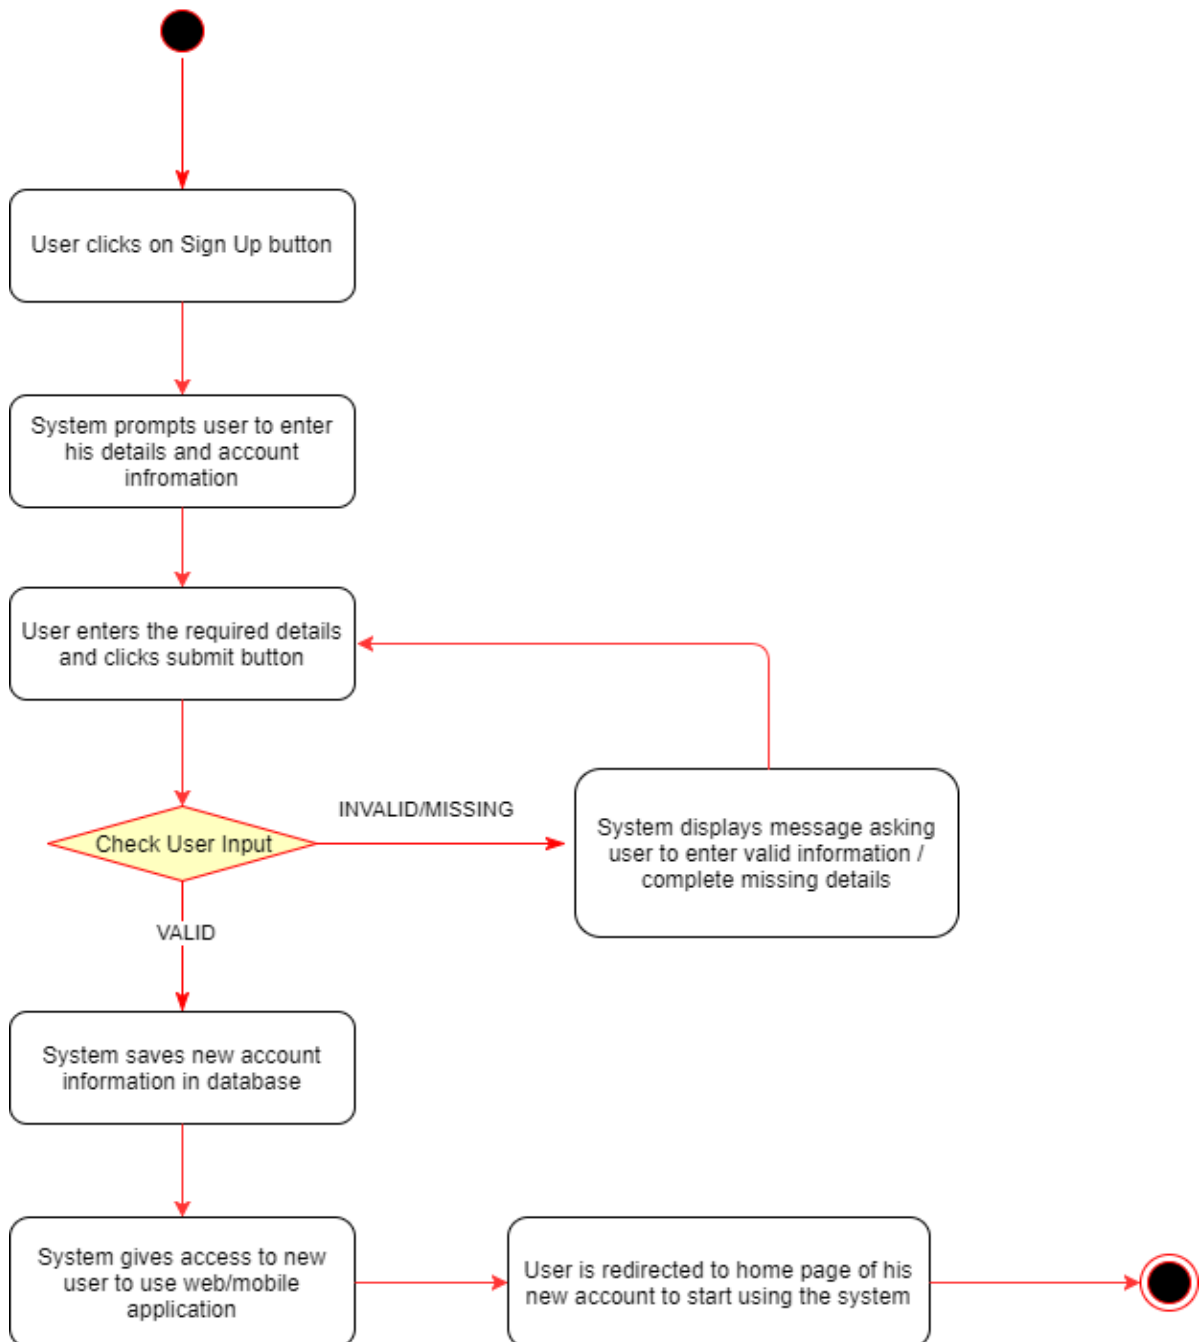 User clicks on Sign Up button
System prompts user to enter
his details and account
infromation
User enters the required details
and clicks submit button
Check User Input
INVALID/MISSING
System displays message asking
user to enter valid information /
complete missing details
VALID
System saves new account
information in database
System gives access to new
user to use web/mobile
application
User is redirected to home page of his
new account to start using the system